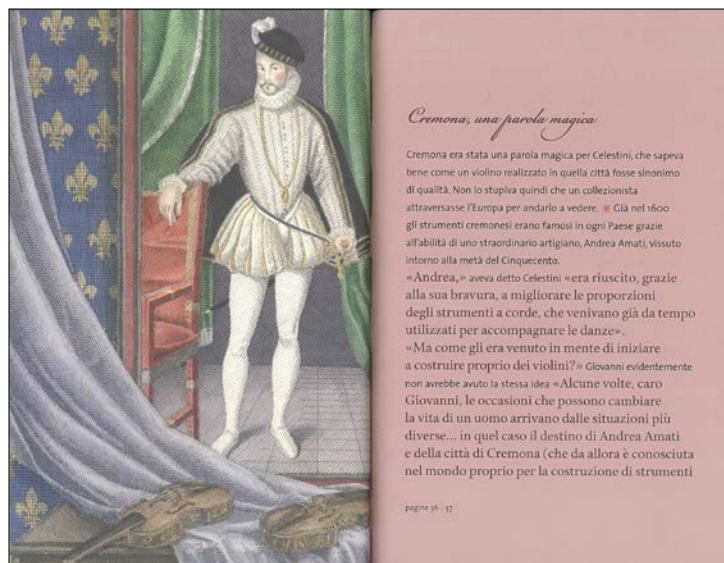 Cremona, una parola magica
Cremona era stata una parola magica per Celestini, che sapeva
bene come un violino realizzato in quella città fosse sinonimo
di qualità. Non lo stupiva quindi che un collezionista
attraversasse l'Europa per andarlo a vedere. ❋ Già nel 1600
gli strumenti cremonesi erano famosi in ogni Paese grazie
all'abilità di uno straordinario artigiano, Andrea Amati, vissuto
intorno alla metà del Cinquecento.
«Andrea,» aveva detto Celestini «era riuscito, grazie
alla sua bravura, a migliorare le proporzioni
degli strumenti a corde, che venivano già da tempo
utilizzati per accompagnare le danze».
«Ma come gli era venuto in mente di iniziare
a costruire proprio dei violini?» Giovanni evidentemente
non avrebbe avuto la stessa idea «Alcune volte, caro
Giovanni, le occasioni che possono cambiare
la vita di un uomo arrivano dalle situazioni più
diverse... in quel caso il destino di Andrea Amati
e della città di Cremona (che da allora è conosciuta
nel mondo proprio per la costruzione di strumenti
pagine 36 - 37